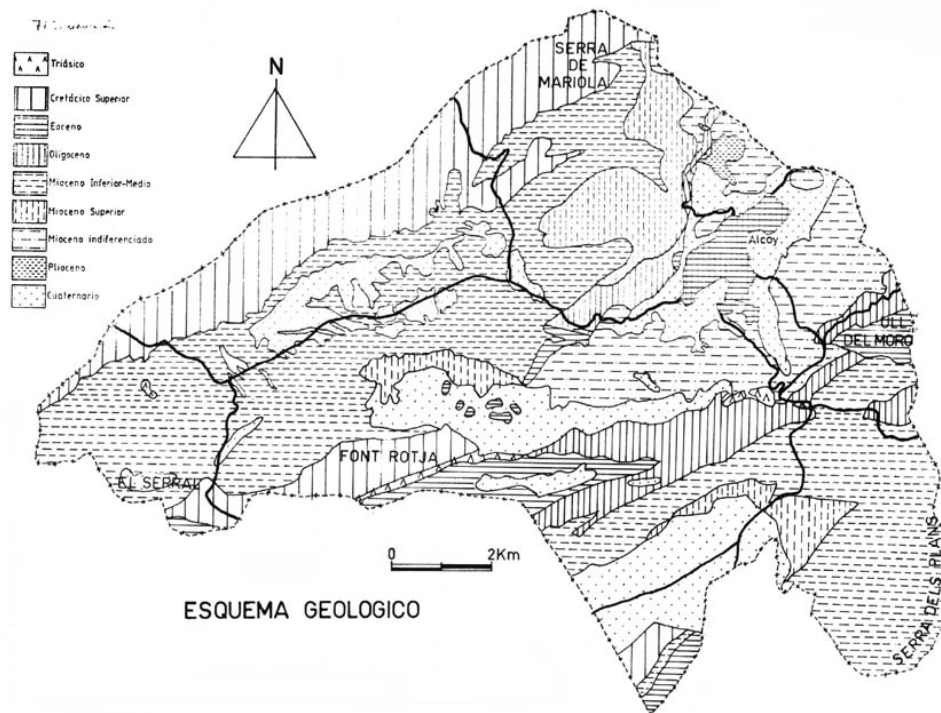 Triásico
Cretácico Superior
Eoceno
Oligoceno
Mioceno Inferior-Medio
Mioceno Superior
Mioceno indiferenciado
Plioceno
Cuaternario
N
SERRA
DE
MARIOLA
Alcoy
ULL
DEL MORO
FONT ROTJA
EL SERRAL
SERRA DELS PLANS
0 2Km
ESQUEMA GEOLOGICO